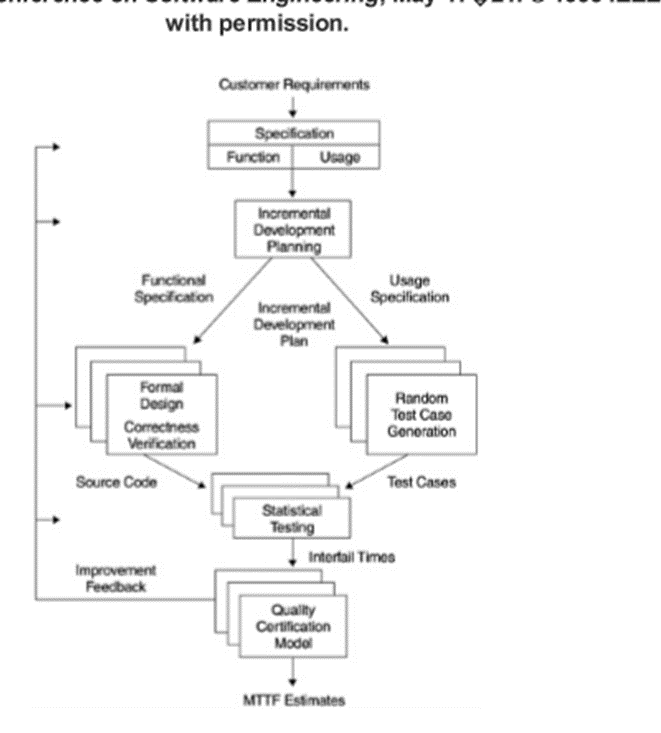 with permission.
Customer Requirements
Specification
Function Usage
Incremental
Development
Planning
Functional
Specification
Usage
Specification
Incremental
Development
Plan
Formal
Design
Correctness
Verification
Random
Test Case
Generation
Source Code
Test Cases
Statistical
Testing
Interfail Times
Improvement
Feedback
Quality
Certification
Model
MTTF Estimates